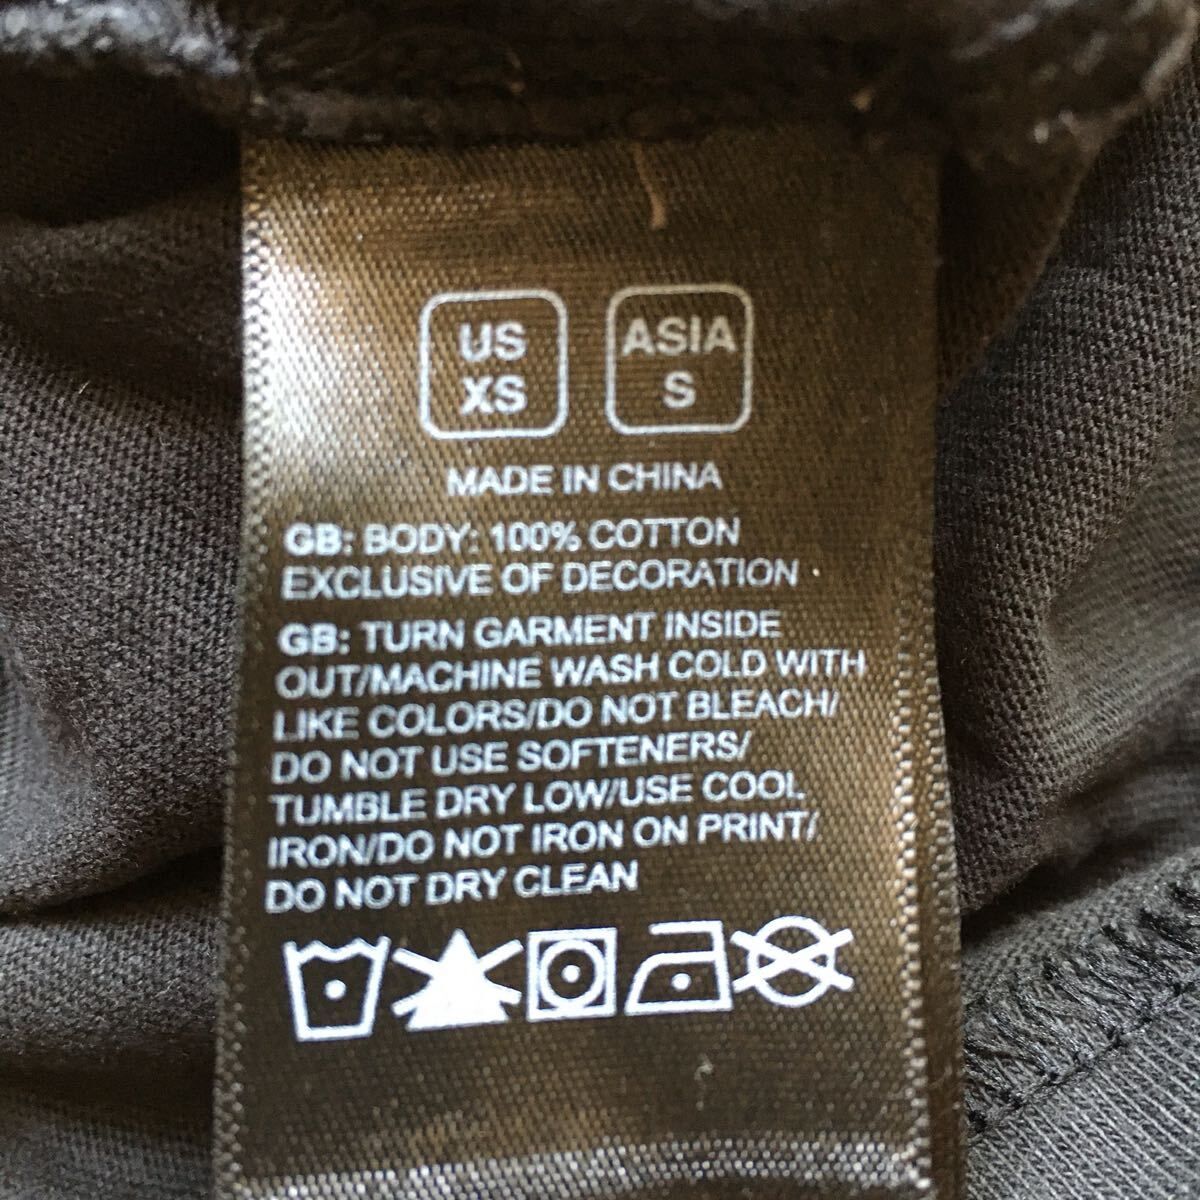 US ASIA
XS S
MADE IN CHINA
GB: BODY: 100% COTTON
EXCLUSIVE OF DECORATION
GB: TURN GARMENT INSIDE
OUT/MACHINE WASH COLD WITH
LIKE COLORS/DO NOT BLEACH/
DO NOT USE SOFTENERS/
TUMBLE DRY LOW/USE COOL
IRON/DO NOT IRON ON PRINT/
DO NOT DRY CLEAN